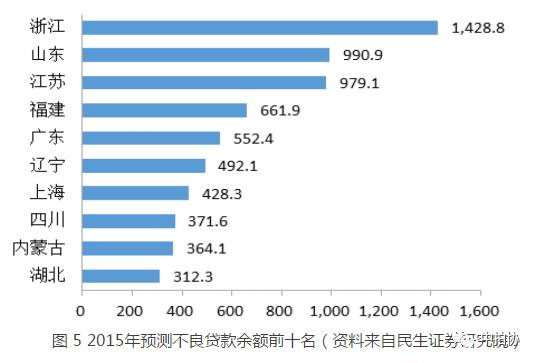 浙江 1,428.8
山东 990.9
江苏 979.1
福建 661.9
广东 552.4
辽宁 492.1
上海 428.3
四川 371.6
内蒙古 364.1
湖北 312.3
0 200 400 600 800 1,000 1,200 1,400 1,600
图 5 2015年预测不良贷款余额前十名（资料来自民生证券研究